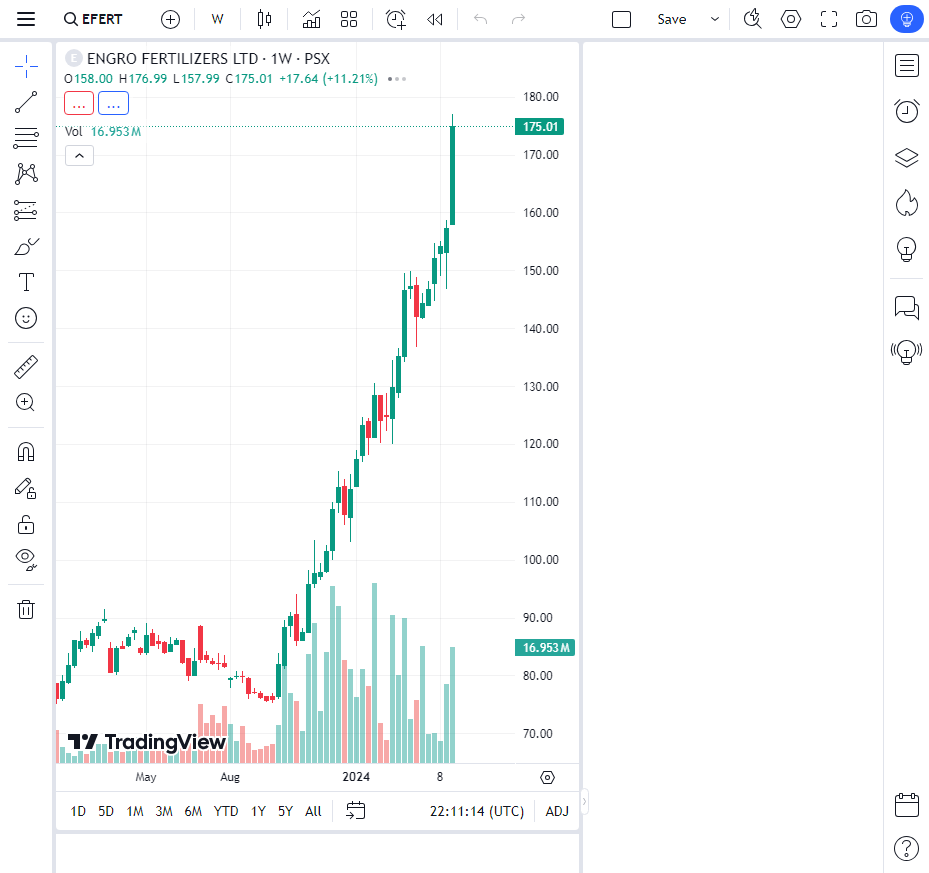 EFERT
W
Save
E ENGRO FERTILIZERS LTD · 1W · PSX
O158.00 H176.99 L157.99 C175.01 +17.64 (+11.21%)
... ...
Vol 16.953M
180.00
175.01
170.00
160.00
150.00
140.00
130.00
120.00
110.00
100.00
90.00
16.953M
80.00
70.00
TradingView
May Aug 2024 8
1D 5D 1M 3M 6M YTD 1Y 5Y All 22:11:14 (UTC) ADJ